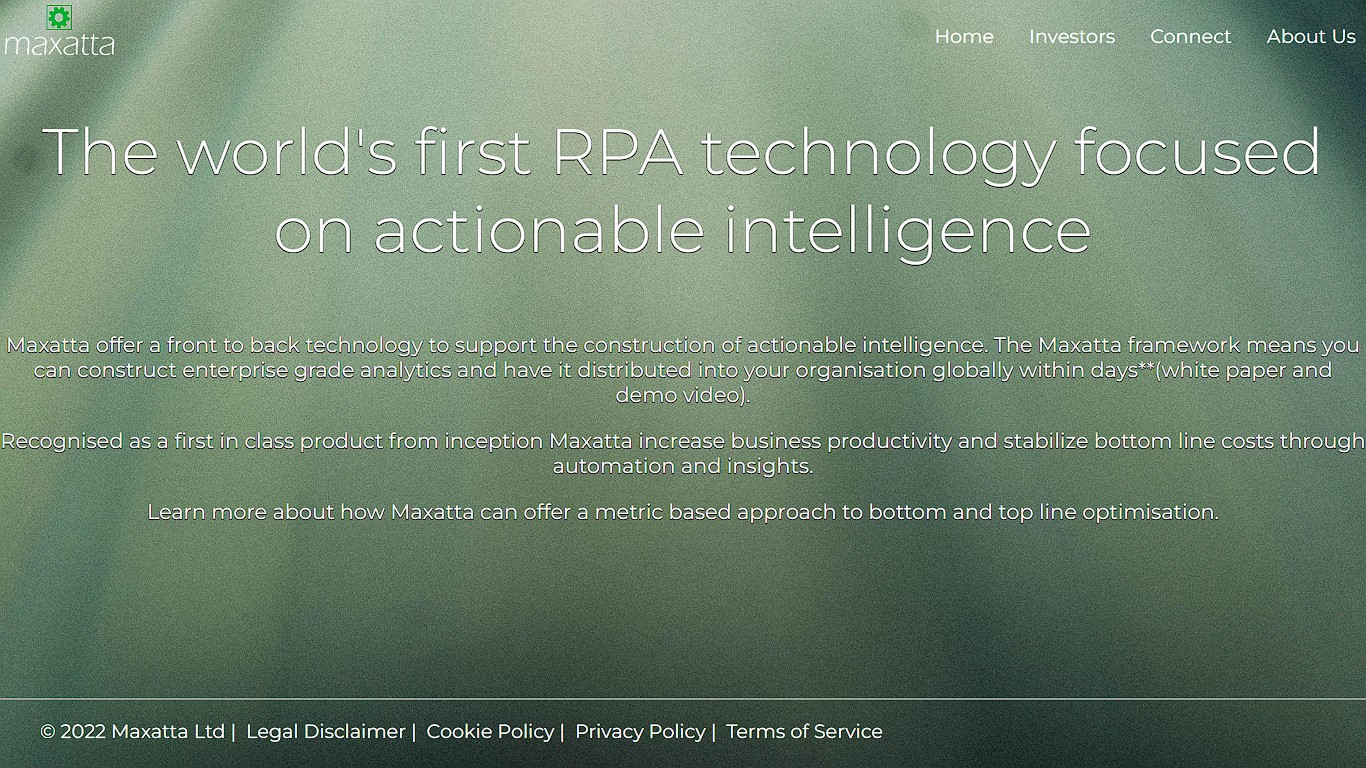 maxatta
Home Investors Connect About Us
The world's first RPA technology focused
on actionable intelligence
Maxatta offer a front to back technology to support the construction of actionable intelligence. The Maxatta framework means you
can construct enterprise grade analytics and have it distributed into your organisation globally within days**(white paper and
demo video).
Recognised as a first in class product from inception Maxatta increase business productivity and stabilize bottom line costs through
automation and insights.
Learn more about how Maxatta can offer a metric based approach to bottom and top line optimisation.
© 2022 Maxatta Ltd | Legal Disclaimer | Cookie Policy | Privacy Policy | Terms of Service